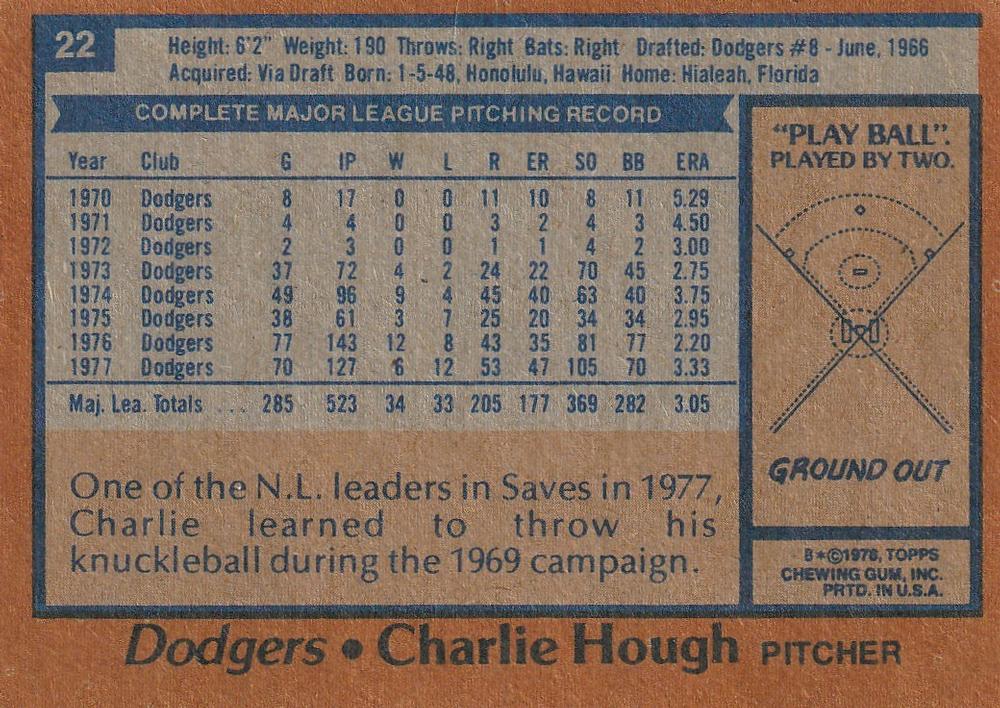 22
Height: 6'2" Weight: 190 Throws: Right Bats: Right Drafted: Dodgers #8 - June, 1966
Acquired: Via Draft Born: 1-5-48, Honolulu, Hawaii Home: Hialeah, Florida
COMPLETE MAJOR LEAGUE PITCHING RECORD
Year Club G IP W L R ER SO BB ERA
1970 Dodgers 8 17 0 0 11 10 8 11 5.29
1971 Dodgers 4 4 0 0 3 2 4 3 4.50
1972 Dodgers 2 3 0 0 1 1 4 2 3.00
1973 Dodgers 37 72 4 2 24 22 70 45 2.75
1974 Dodgers 49 96 9 4 45 40 63 40 3.75
1975 Dodgers 38 61 3 7 25 20 34 34 2.95
1976 Dodgers 77 143 12 8 43 35 81 77 2.20
1977 Dodgers 70 127 6 12 53 47 105 70 3.33
Maj. Lea. Totals ... 285 523 34 33 205 177 369 282 3.05
One of the N.L. leaders in Saves in 1977,
Charlie learned to throw his
knuckleball during the 1969 campaign.
"PLAY BALL".
PLAYED BY TWO.
GROUND OUT
B*©1978, TOPPS
CHEWING GUM, INC.
PRTD. IN U.S.A.
Dodgers • Charlie Hough PITCHER